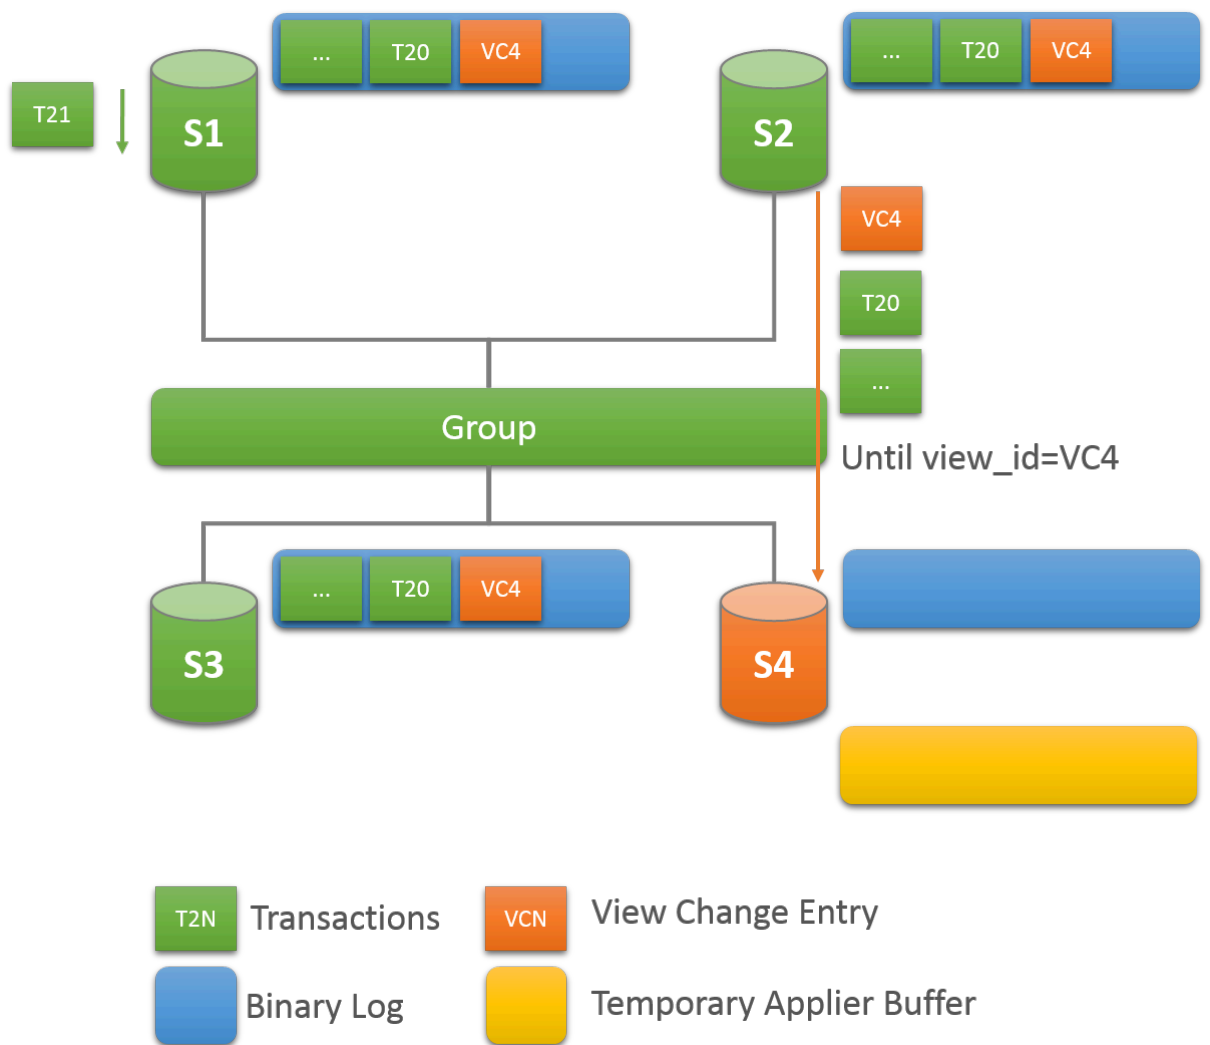 ... T20 VC4
... T20 VC4
T21
S1
S2
VC4
T20
...
Group
Until view_id=VC4
... T20 VC4
S3
S4
T2N Transactions
VCN View Change Entry
Binary Log
Temporary Applier Buffer